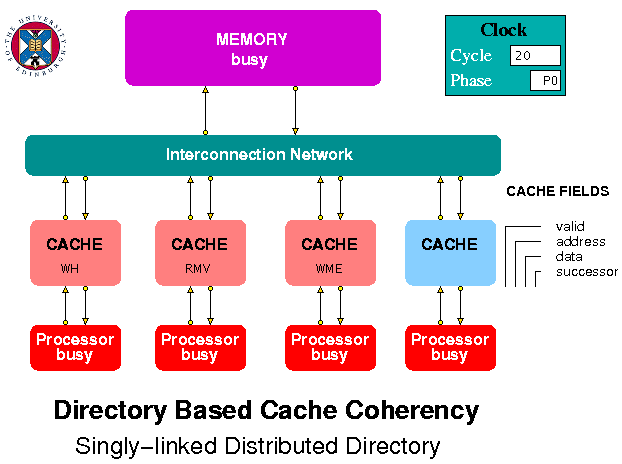 MEMORY
busy
Clock
Cycle 20
Phase P0
Interconnection Network
CACHE FIELDS
valid
address
data
successor
CACHE
WH
CACHE
RMV
CACHE
WME
CACHE
Processor
busy
Processor
busy
Processor
busy
Processor
busy
Directory Based Cache Coherency
Singly-linked Distributed Directory
THE UNIVERSITY
OF EDINBURGH